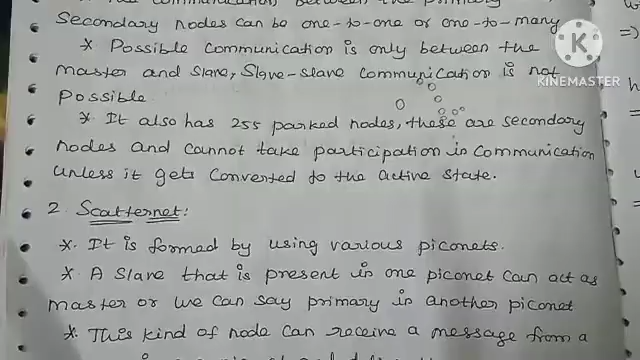 Secondary nodes can be one-to-one or one-to-many
* Possible communication is only between the
master and slave, Slave-slave communication is not
possible.
* It also has 255 parked nodes, these are secondary
nodes and cannot take participation in communication
unless it gets converted to the active state.
2. Scatternet:
*. It is formed by using various piconets.
*. A slave that is present in one piconet can act as
master or we can say primary in another piconet
*. This kind of node can receive a message from a
KINEMASTER